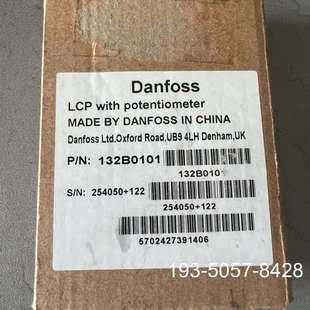 Danfoss
LCP with potentiometer
MADE BY DANFOSS IN CHINA
Danfoss Ltd.Oxford Road,UB9 4LH Denham,UK
P/N: 132B0101
132B0101
S/N: 254050+122
254050+122
5702427391406
193-5057-8428